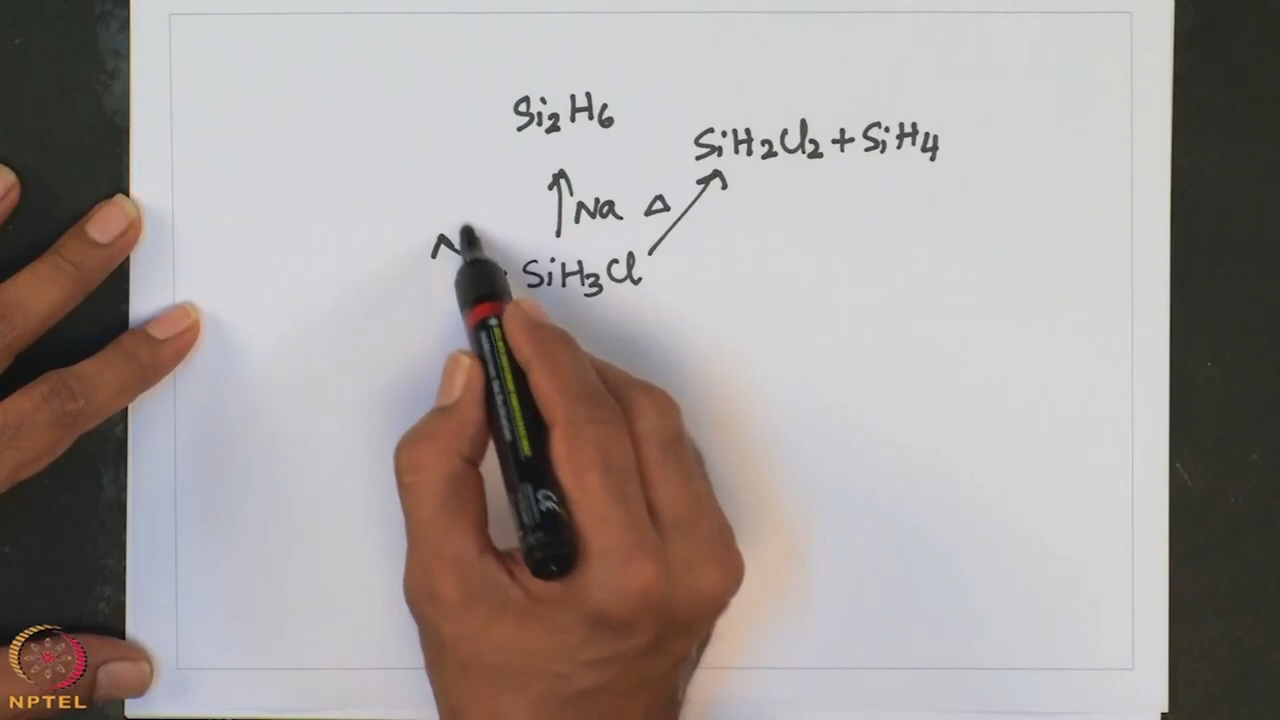 Si2H6
SiH2Cl2 + SiH4
↑ Na Δ
SiH3Cl
NPTEL